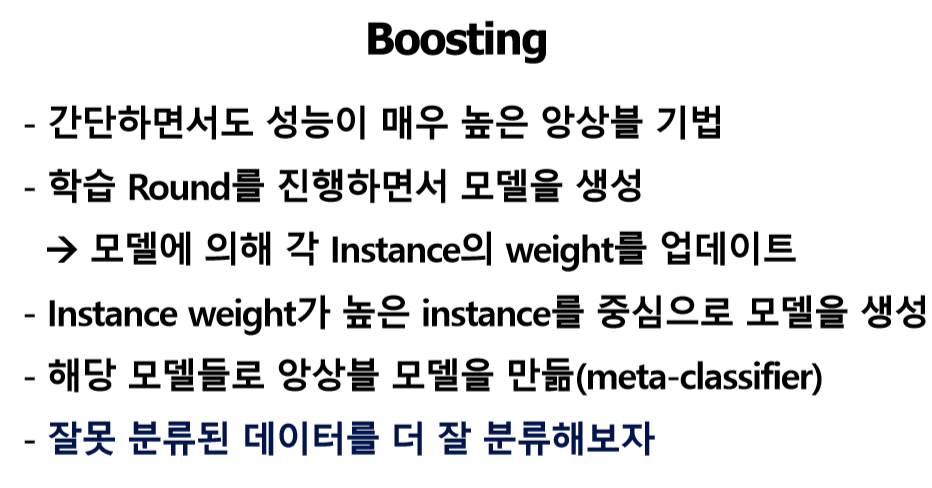 Boosting
- 간단하면서도 성능이 매우 높은 앙상블 기법
- 학습 Round를 진행하면서 모델을 생성
→ 모델에 의해 각 Instance의 weight를 업데이트
- Instance weight가 높은 instance를 중심으로 모델을 생성
- 해당 모델들로 앙상블 모델을 만듦(meta-classifier)
- 잘못 분류된 데이터를 더 잘 분류해보자